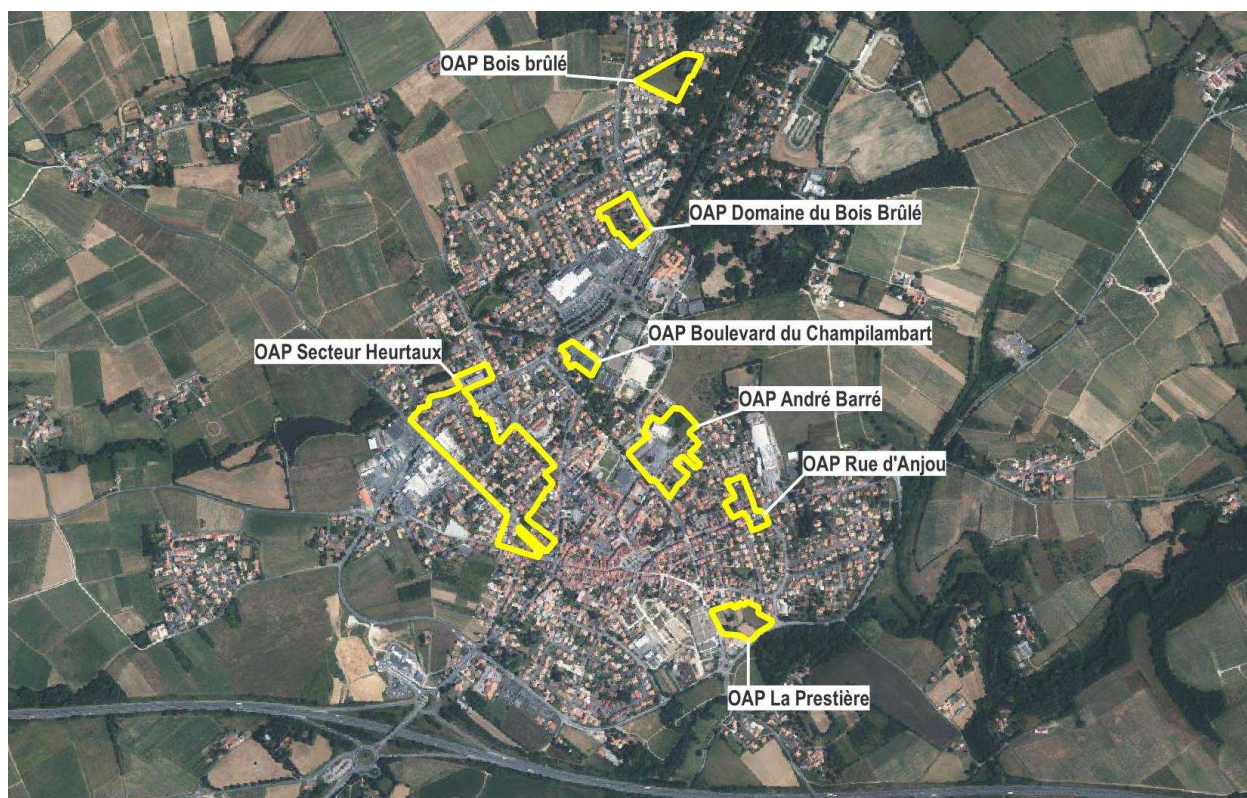 OAP Bois brûlé
OAP Domaine du Bois Brûlé
OAP Boulevard du Champilambart
OAP Secteur Heurtaux
OAP André Barré
OAP Rue d'Anjou
OAP La Prestière